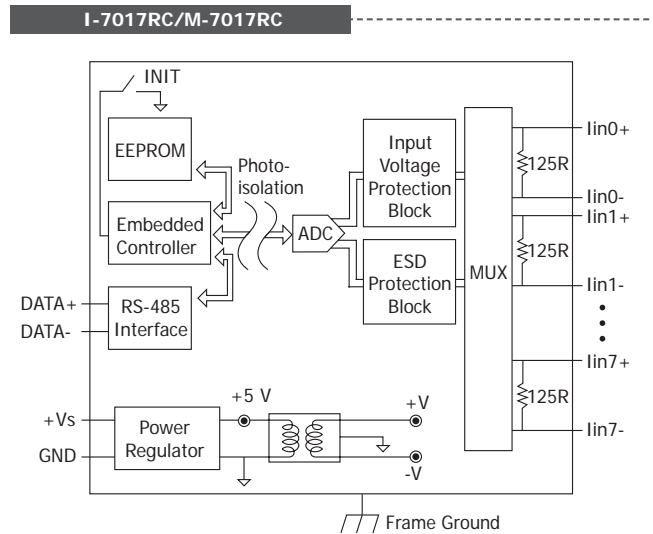 I-7017RC/M-7017RC
INIT
EEPROM
Photo-
isolation
Embedded
Controller
ADC
Input
Voltage
Protection
Block
ESD
Protection
Block
MUX
Iin0+
125R
Iin0-
Iin1+
125R
Iin1-
Iin7+
125R
Iin7-
DATA+
DATA-
RS-485
Interface
+Vs
GND
Power
Regulator
+5 V
+V
-V
Frame Ground